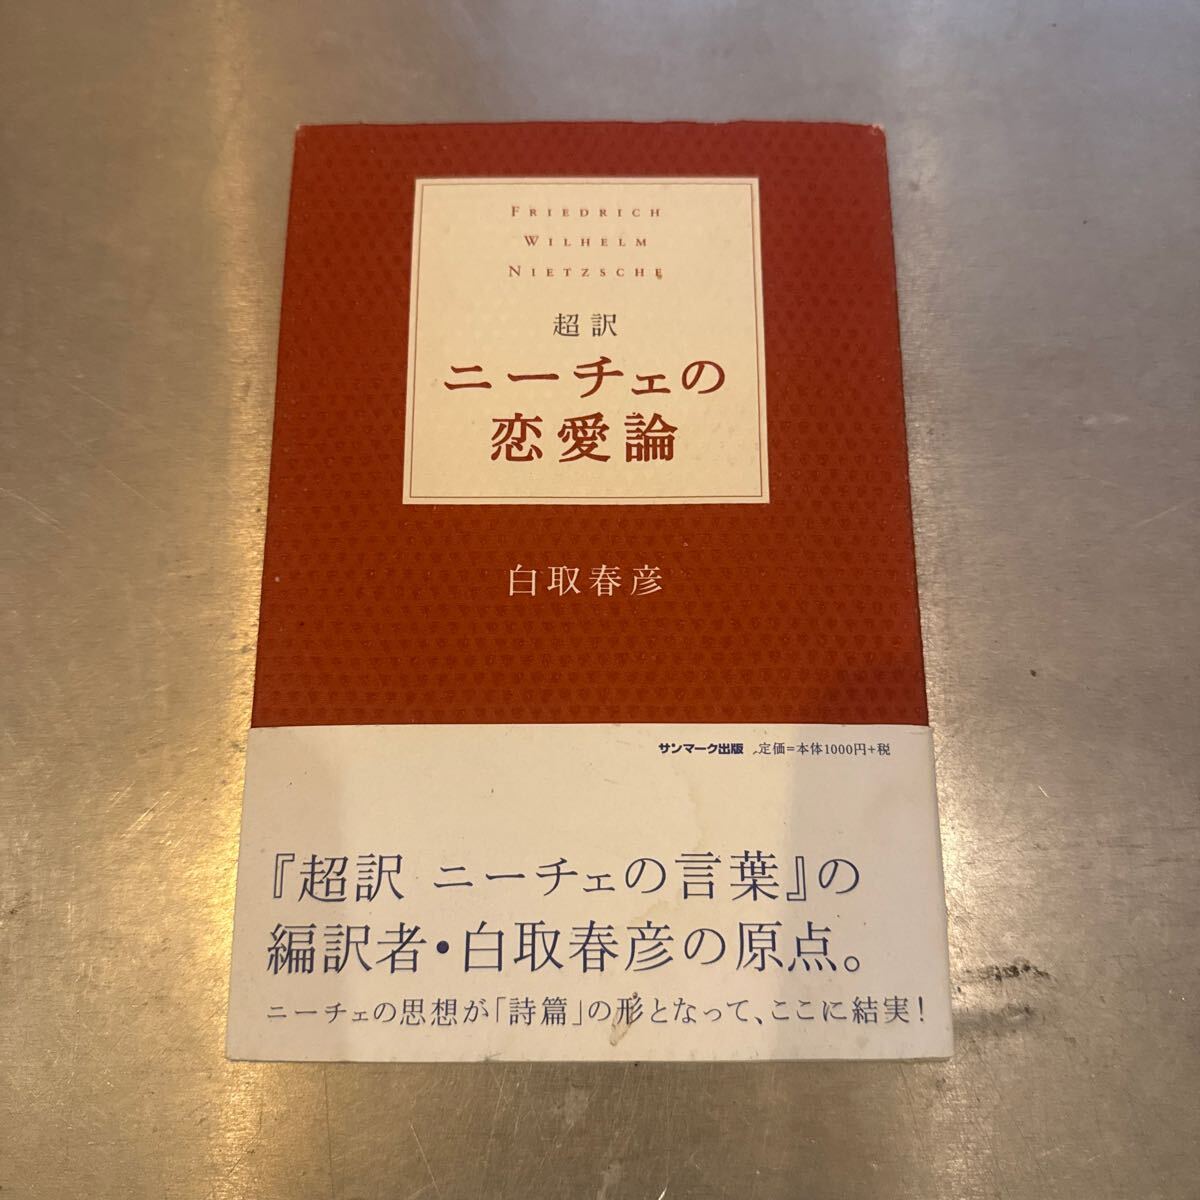 FRIEDRICH
WILHELM
NIETZSCHE
超訳
ニーチェの
恋愛論
白取春彦
サンマーク出版 定価=本体1000円+税
『超訳 ニーチェの言葉』の
編訳者・白取春彦の原点。
ニーチェの思想が「詩篇」の形となって、ここに結実!